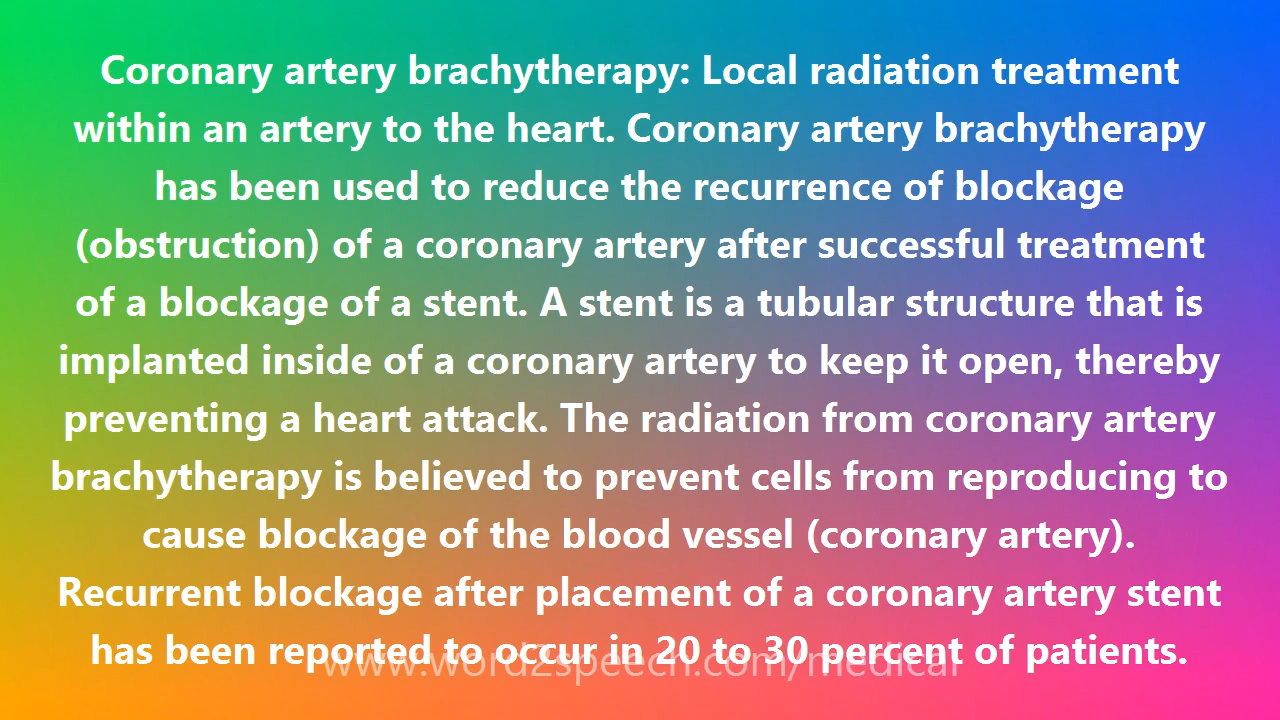 Coronary artery brachytherapy: Local radiation treatment
within an artery to the heart. Coronary artery brachytherapy
has been used to reduce the recurrence of blockage
(obstruction) of a coronary artery after successful treatment
of a blockage of a stent. A stent is a tubular structure that is
implanted inside of a coronary artery to keep it open, thereby
preventing a heart attack. The radiation from coronary artery
brachytherapy is believed to prevent cells from reproducing to
cause blockage of the blood vessel (coronary artery).
Recurrent blockage after placement of a coronary artery stent
has been reported to occur in 20 to 30 percent of patients.
www.word2speech.com/medical